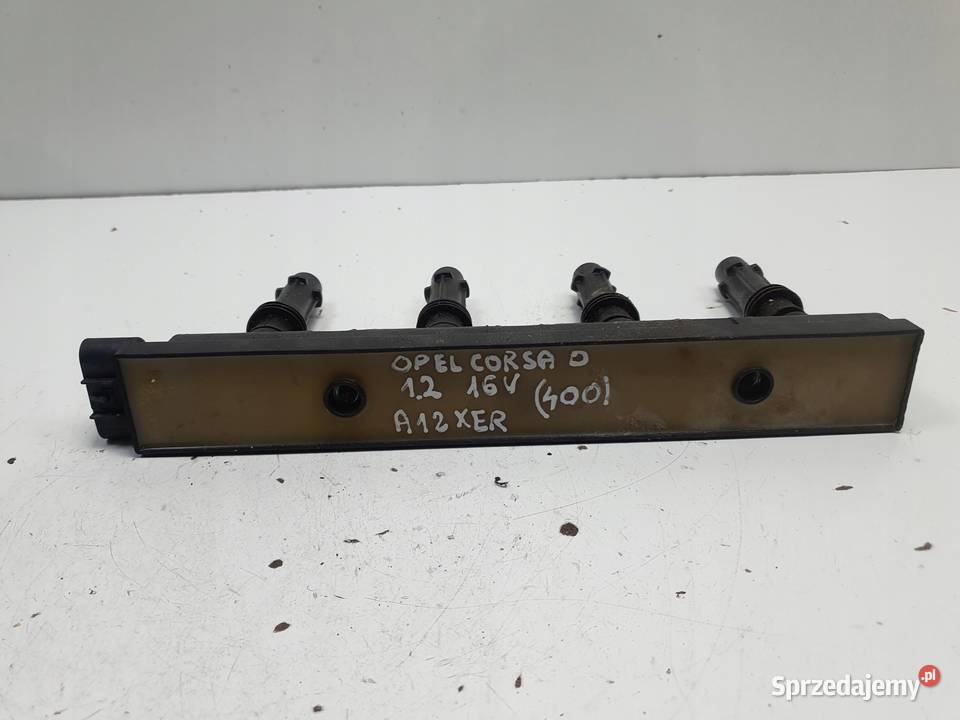 OPEL CORSA D
1.2 16V (400)
A12XER
Sprzedajemy.pl